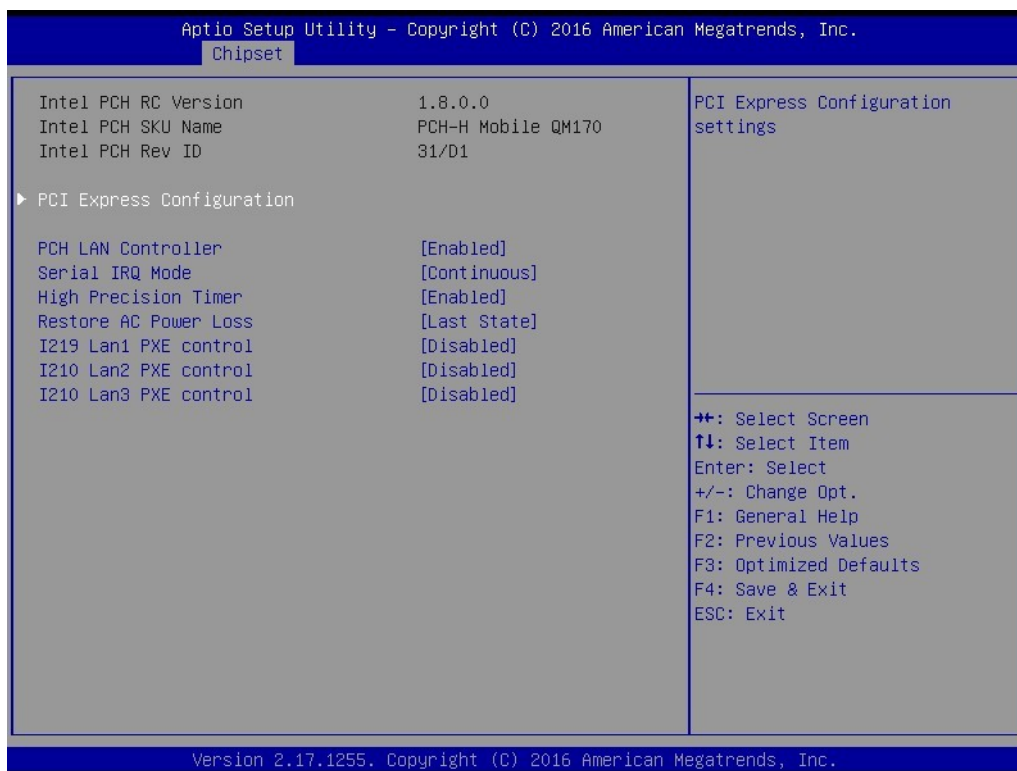 Aptio Setup Utility – Copyright (C) 2016 American Megatrends, Inc.
Chipset
Intel PCH RC Version 1.8.0.0
Intel PCH SKU Name PCH-H Mobile QM170
Intel PCH Rev ID 31/D1
▶ PCI Express Configuration
PCH LAN Controller [Enabled]
Serial IRQ Mode [Continuous]
High Precision Timer [Enabled]
Restore AC Power Loss [Last State]
I219 Lan1 PXE control [Disabled]
I210 Lan2 PXE control [Disabled]
I210 Lan3 PXE control [Disabled]
PCI Express Configuration
settings
→←: Select Screen
↑↓: Select Item
Enter: Select
+/-: Change Opt.
F1: General Help
F2: Previous Values
F3: Optimized Defaults
F4: Save & Exit
ESC: Exit
Version 2.17.1255. Copyright (C) 2016 American Megatrends, Inc.